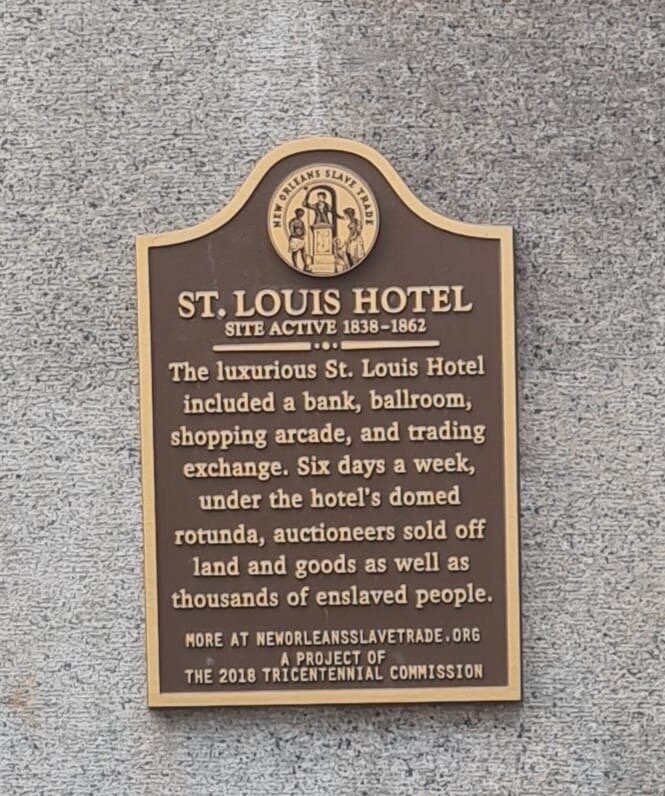 NEW ORLEANS SLAVE TRADE
ST. LOUIS HOTEL
SITE ACTIVE 1838-1862
The luxurious St. Louis Hotel
included a bank, ballroom,
shopping arcade, and trading
exchange. Six days a week,
under the hotel's domed
rotunda, auctioneers sold off
land and goods as well as
thousands of enslaved people.
MORE AT NEWORLEANSSLAVETRADE.ORG
A PROJECT OF
THE 2018 TRICENTENNIAL COMMISSION